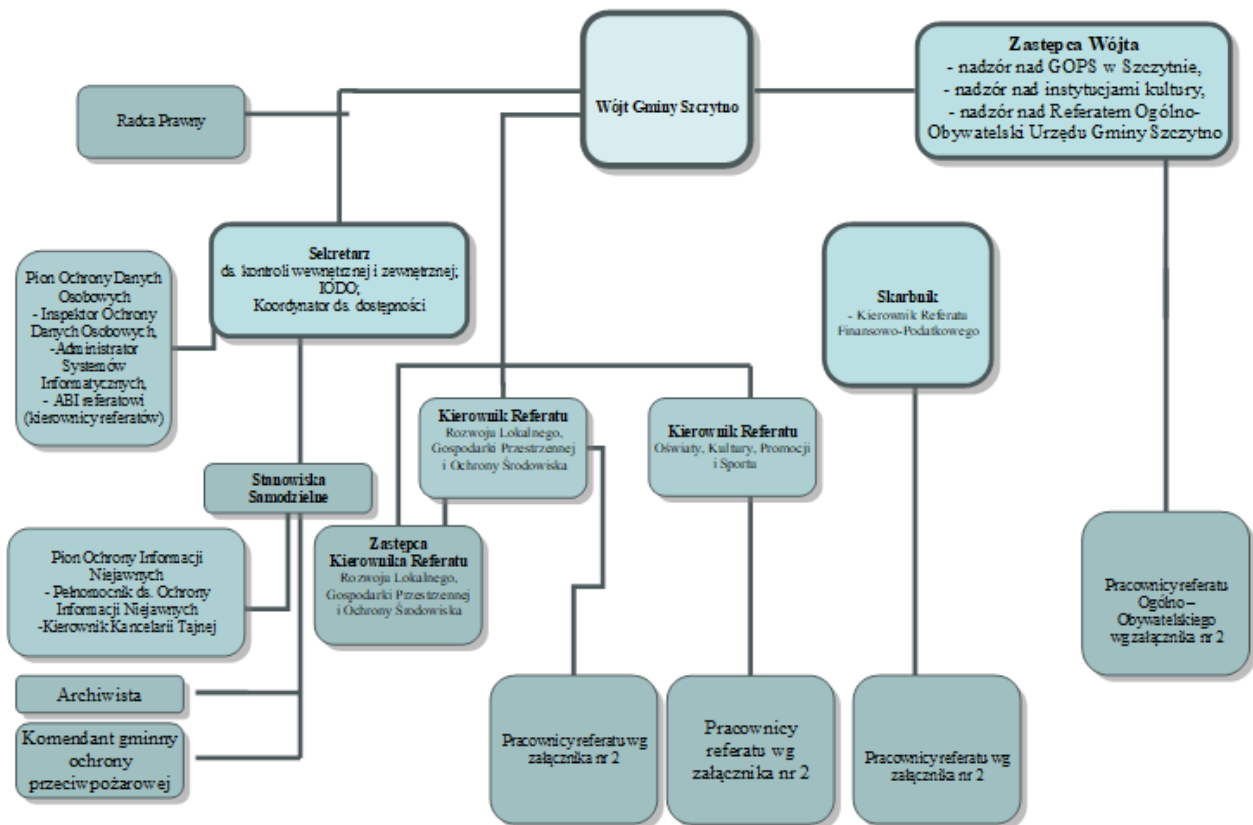 Wójt Gminy Szczytno
Zastępca Wójta
- nadzór nad GOPS w Szczytnie,
- nadzór nad instytucjami kultury,
- nadzór nad Referatem Ogólno-
Obywatelski Urzędu Gminy Szczytno
Radca Prawny
Sekretarz
ds. kontroli wewnętrznej i zewnętrznej;
IODO;
Koordynator ds. dostępności
Pion Ochrony Danych
Osobowych
- Inspektor Ochrony
Danych Osobowych,
-Administrator
Systemów
Informatycznych,
- ABI referatowi
(kierownicy referatów)
Skarbnik
- Kierownik Referatu
Finansowo-Podatkowego
Kierownik Referatu
Rozwoju Lokalnego,
Gospodarki Przestrzennej
i Ochrony Środowiska
Kierownik Referatu
Oświaty, Kultury, Promocji
i Sportu
Stanowiska
Samodzielne
Zastępca
Kierownika Referatu
Rozwoju Lokalnego,
Gospodarki Przestrzennej
i Ochrony Środowiska
Pion Ochrony Informacji
Niejawnych
- Pełnomocnik ds. Ochrony
Informacji Niejawnych
-Kierownik Kancelarii Tajnej
Pracownicy referatu
Ogólno –
Obywatelskiego
wg załącznika nr 2
Archiwista
Komendant gminny
ochrony
przeciwpożarowej
Pracownicy referatu wg
załącznika nr 2
Pracownicy
referatu wg
załącznika nr 2
Pracownicy referatu wg
załącznika nr 2